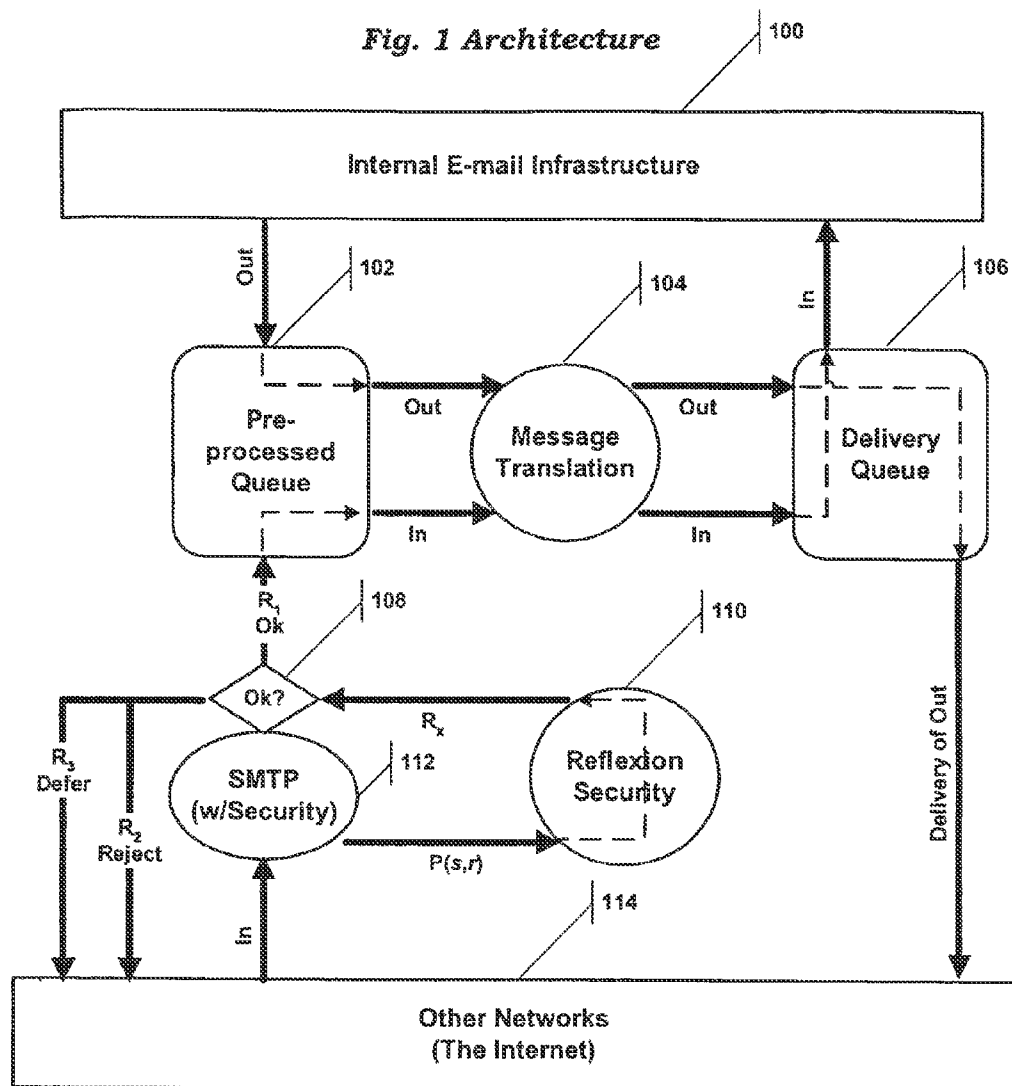 Fig. 1 Architecture
100
Internal E-mail Infrastructure
Out
102
104
In
106
Pre-
processed
Queue
Out
Message
Translation
Out
Delivery
Queue
In
In
R1
Ok
108
110
Ok?
Rx
R3
Defer
R2
Reject
SMTP
(w/Security)
112
Reflexion
Security
Delivery of Out
P(s,r)
In
114
Other Networks
(The Internet)